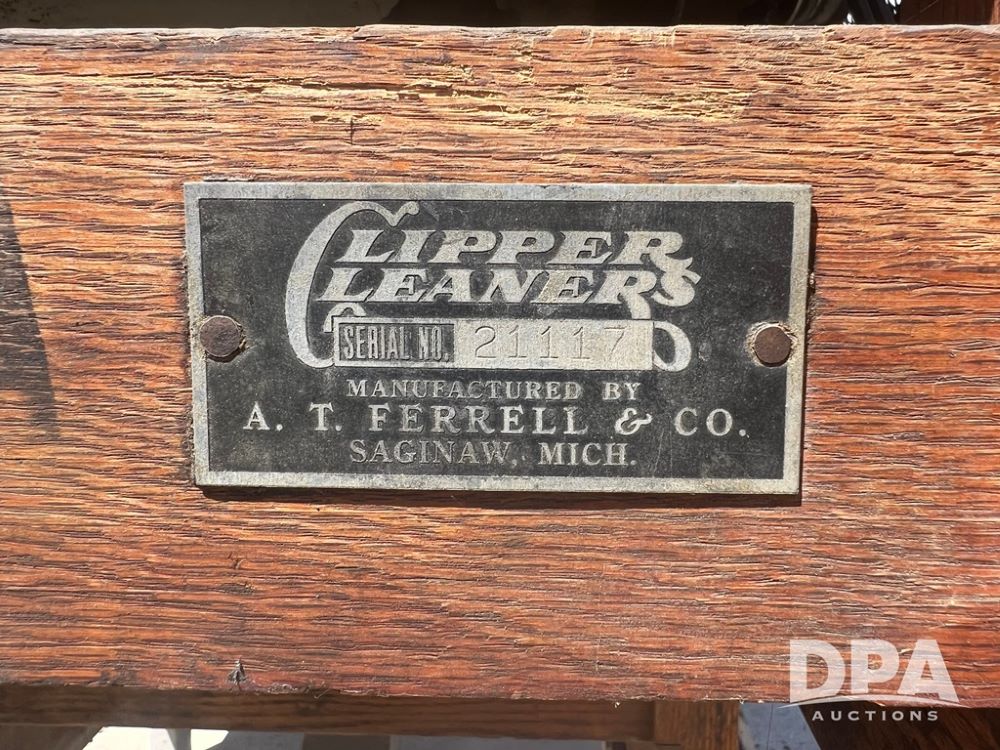 CLIPPER
CLEANERS
SERIAL NO. 21117
MANUFACTURED BY
A. T. FERRELL & CO.
SAGINAW, MICH.
DPA
AUCTIONS